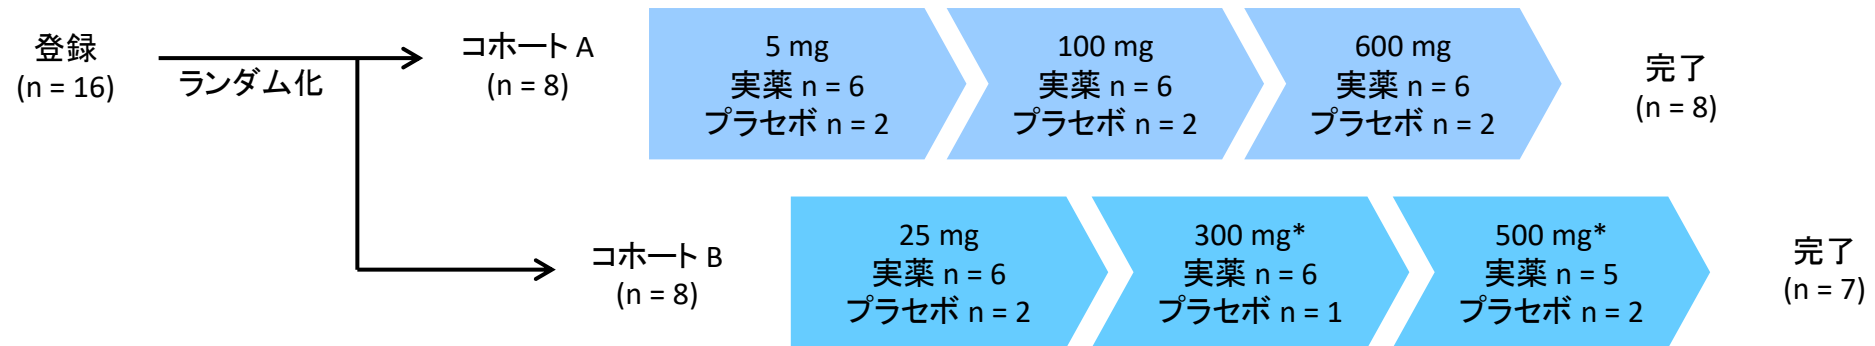 登録
(n = 16)
ランダム化
コホート A
(n = 8)
5 mg
実薬 n = 6
プラセボ n = 2
100 mg
実薬 n = 6
プラセボ n = 2
600 mg
実薬 n = 6
プラセボ n = 2
完了
(n = 8)
コホート B
(n = 8)
25 mg
実薬 n = 6
プラセボ n = 2
300 mg*
実薬 n = 6
プラセボ n = 1
500 mg*
実薬 n = 5
プラセボ n = 2
完了
(n = 7)